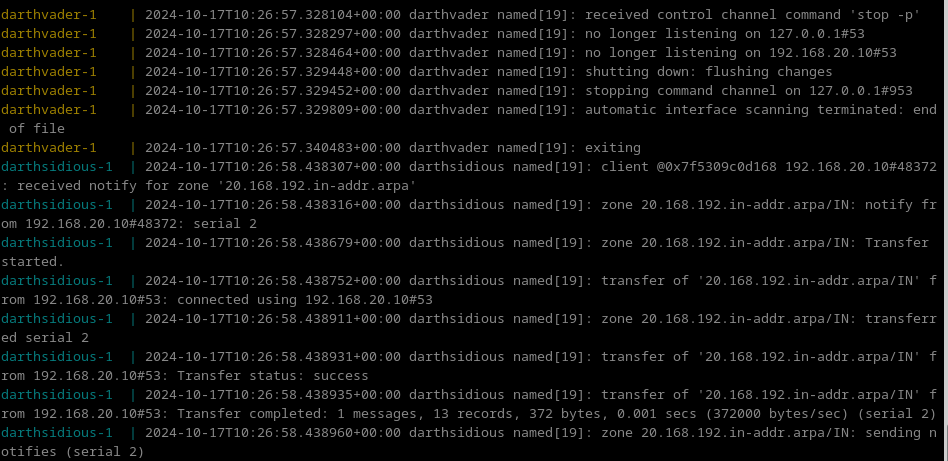 darthvader-1    | 2024-10-17T10:26:57.328104+00:00 darthvader named[19]: received control channel command 'stop -p'
darthvader-1    | 2024-10-17T10:26:57.328297+00:00 darthvader named[19]: no longer listening on 127.0.0.1#53
darthvader-1    | 2024-10-17T10:26:57.328464+00:00 darthvader named[19]: no longer listening on 192.168.20.10#53
darthvader-1    | 2024-10-17T10:26:57.329448+00:00 darthvader named[19]: shutting down: flushing changes
darthvader-1    | 2024-10-17T10:26:57.329452+00:00 darthvader named[19]: stopping command channel on 127.0.0.1#953
darthvader-1    | 2024-10-17T10:26:57.329809+00:00 darthvader named[19]: automatic interface scanning terminated: end
 of file
darthvader-1    | 2024-10-17T10:26:57.340483+00:00 darthvader named[19]: exiting
darthsidious-1  | 2024-10-17T10:26:58.438307+00:00 darthsidious named[19]: client @0x7f5309c0d168 192.168.20.10#48372
: received notify for zone '20.168.192.in-addr.arpa'
darthsidious-1  | 2024-10-17T10:26:58.438316+00:00 darthsidious named[19]: zone 20.168.192.in-addr.arpa/IN: notify fr
om 192.168.20.10#48372: serial 2
darthsidious-1  | 2024-10-17T10:26:58.438679+00:00 darthsidious named[19]: zone 20.168.192.in-addr.arpa/IN: Transfer
started.
darthsidious-1  | 2024-10-17T10:26:58.438752+00:00 darthsidious named[19]: transfer of '20.168.192.in-addr.arpa/IN' f
rom 192.168.20.10#53: connected using 192.168.20.10#53
darthsidious-1  | 2024-10-17T10:26:58.438911+00:00 darthsidious named[19]: zone 20.168.192.in-addr.arpa/IN: transferr
ed serial 2
darthsidious-1  | 2024-10-17T10:26:58.438931+00:00 darthsidious named[19]: transfer of '20.168.192.in-addr.arpa/IN' f
rom 192.168.20.10#53: Transfer status: success
darthsidious-1  | 2024-10-17T10:26:58.438935+00:00 darthsidious named[19]: transfer of '20.168.192.in-addr.arpa/IN' f
rom 192.168.20.10#53: Transfer completed: 1 messages, 13 records, 372 bytes, 0.001 secs (372000 bytes/sec) (serial 2)
darthsidious-1  | 2024-10-17T10:26:58.438960+00:00 darthsidious named[19]: zone 20.168.192.in-addr.arpa/IN: sending n
otifies (serial 2)